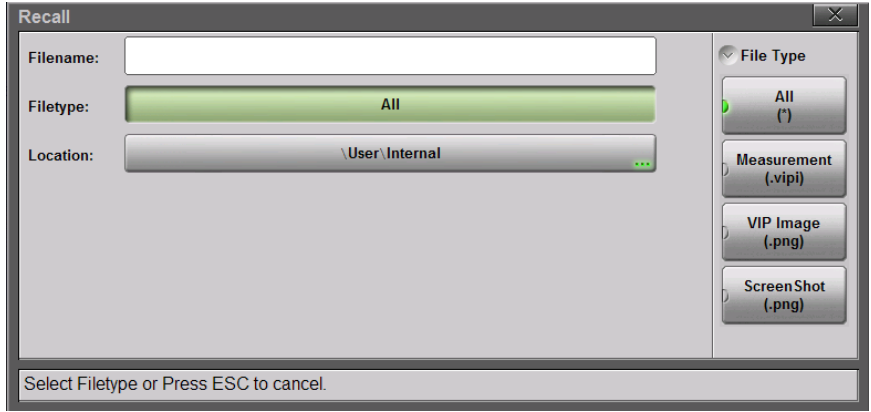 Recall
Filename:
Filetype:
All
Location:
\User\Internal
...
File Type
All
(*)
Measurement
(.vipi)
VIP Image
(.png)
ScreenShot
(.png)
Select Filetype or Press ESC to cancel.